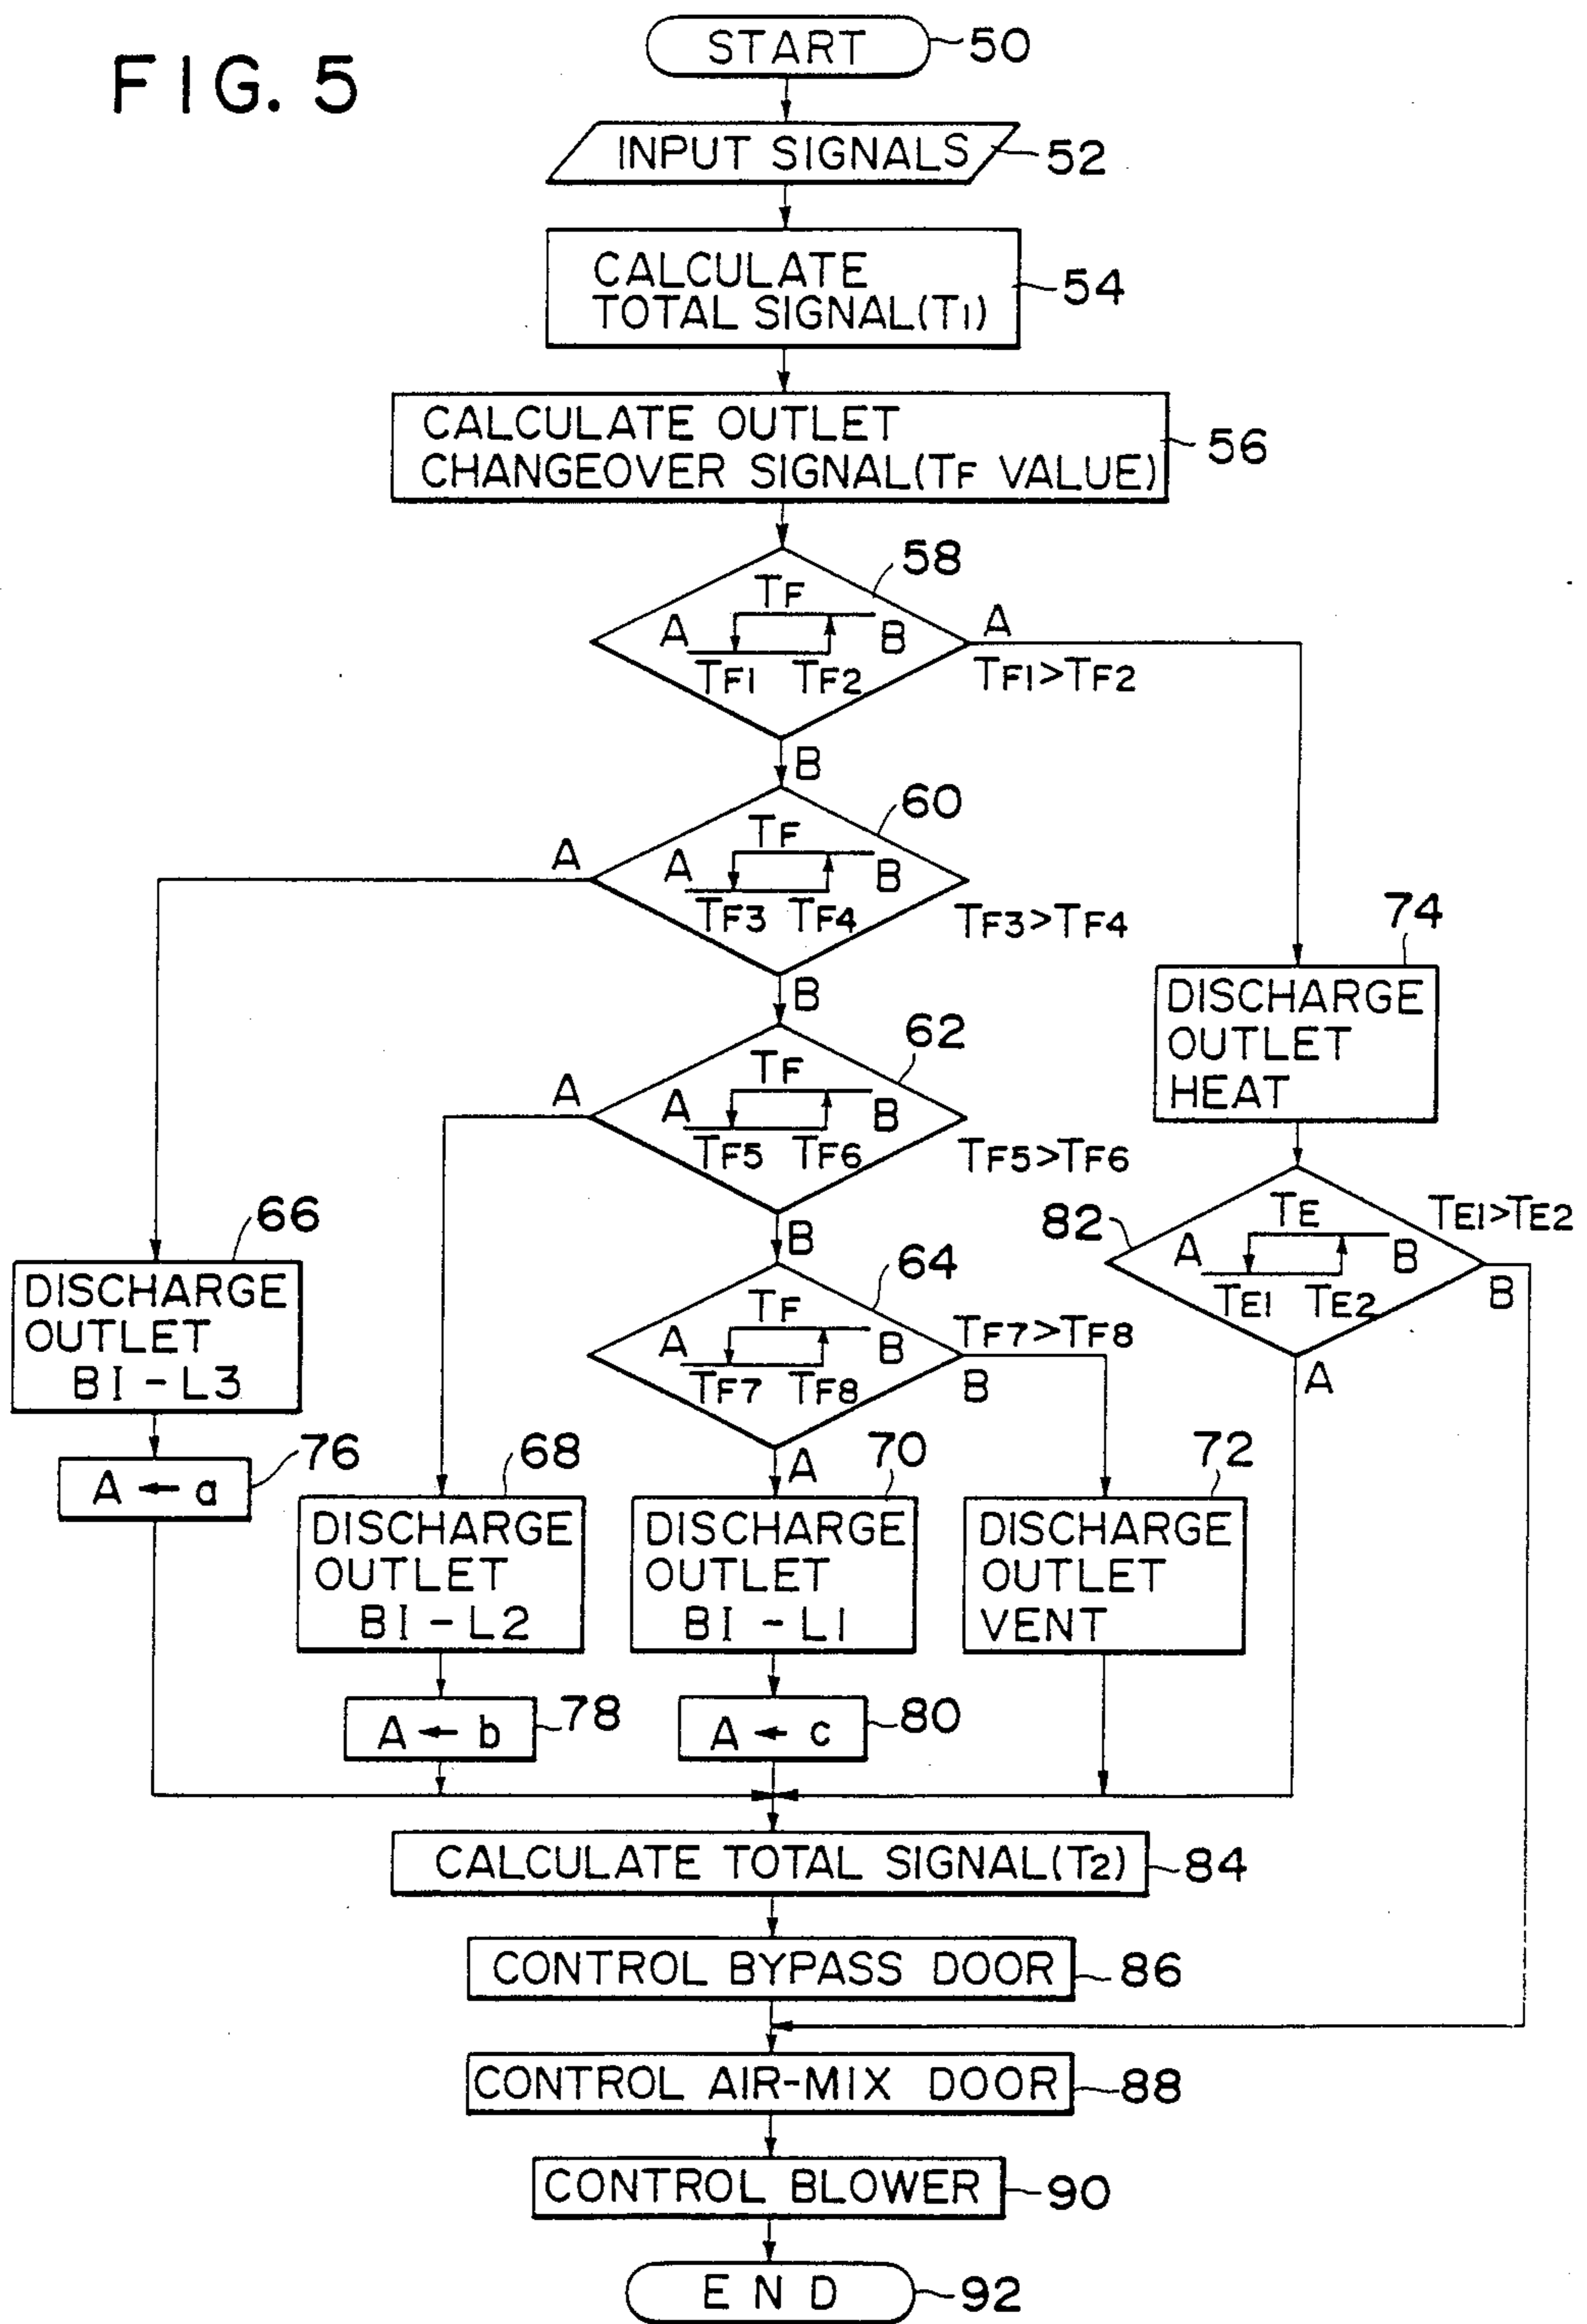 FIG. 5
START
50
INPUT SIGNALS
52
CALCULATE
TOTAL SIGNAL(T1)
54
CALCULATE OUTLET
CHANGEOVER SIGNAL(TF VALUE)
56
58
TF
A
B
TF1
TF2
A
TF1>TF2
B
60
TF
A
B
TF3
TF4
A
TF3>TF4
B
62
TF
A
B
TF5
TF6
A
TF5>TF6
B
64
TF
A
B
TF7
TF8
TF7>TF8
B
A
74
DISCHARGE
OUTLET
HEAT
82
TE
A
B
TE1
TE2
TE1>TE2
B
A
66
DISCHARGE
OUTLET
BI-L3
76
A ← a
68
DISCHARGE
OUTLET
BI-L2
70
DISCHARGE
OUTLET
BI-L1
72
DISCHARGE
OUTLET
VENT
A ← b
78
A ← c
80
CALCULATE TOTAL SIGNAL(T2)
84
CONTROL BYPASS DOOR
86
CONTROL AIR-MIX DOOR
88
CONTROL BLOWER
90
END
92